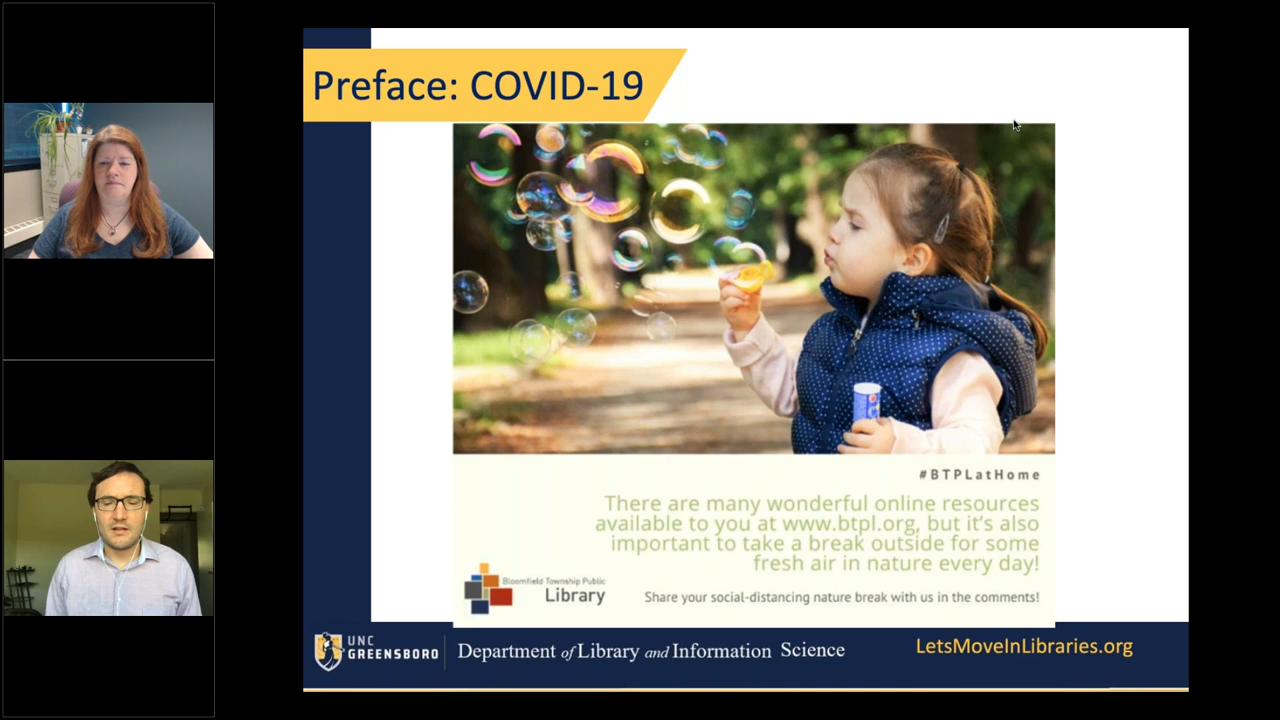 Preface: COVID-19
#BTPLatHome
There are many wonderful online resources
available to you at www.btpl.org, but it's also
important to take a break outside for some
fresh air in nature every day!
Bloomfield Township Public
Library
Share your social-distancing nature break with us in the comments!
UNC
GREENSBORO
Department of Library and Information Science
LetsMoveInLibraries.org